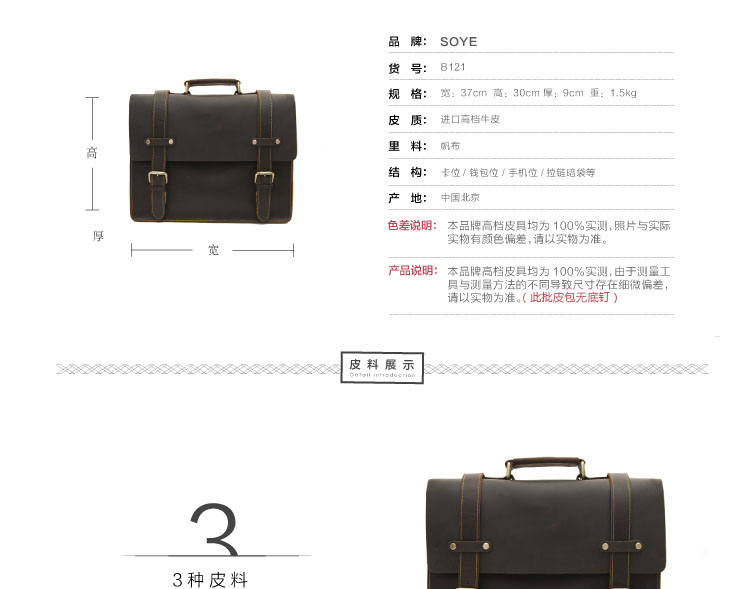 品 牌： SOYE
货 号： B121
规 格： 宽：37cm 高：30cm 厚：9cm 重：1.5kg
皮 质： 进口高档牛皮
里 料： 帆布
结 构： 卡位 / 钱包位 / 手机位 / 拉链暗袋等
产 地： 中国北京
色差说明： 本品牌高档皮具均为 100%实测，照片与实际
实物有颜色偏差，请以实物为准。
产品说明： 本品牌高档皮具均为 100%实测，由于测量工
具与测量方法的不同导致尺寸存在细微偏差，
请以实物为准。（ 此批皮包无底钉 ）
高
厚
宽
皮 料 展 示
Detail introduction
3
3种皮料